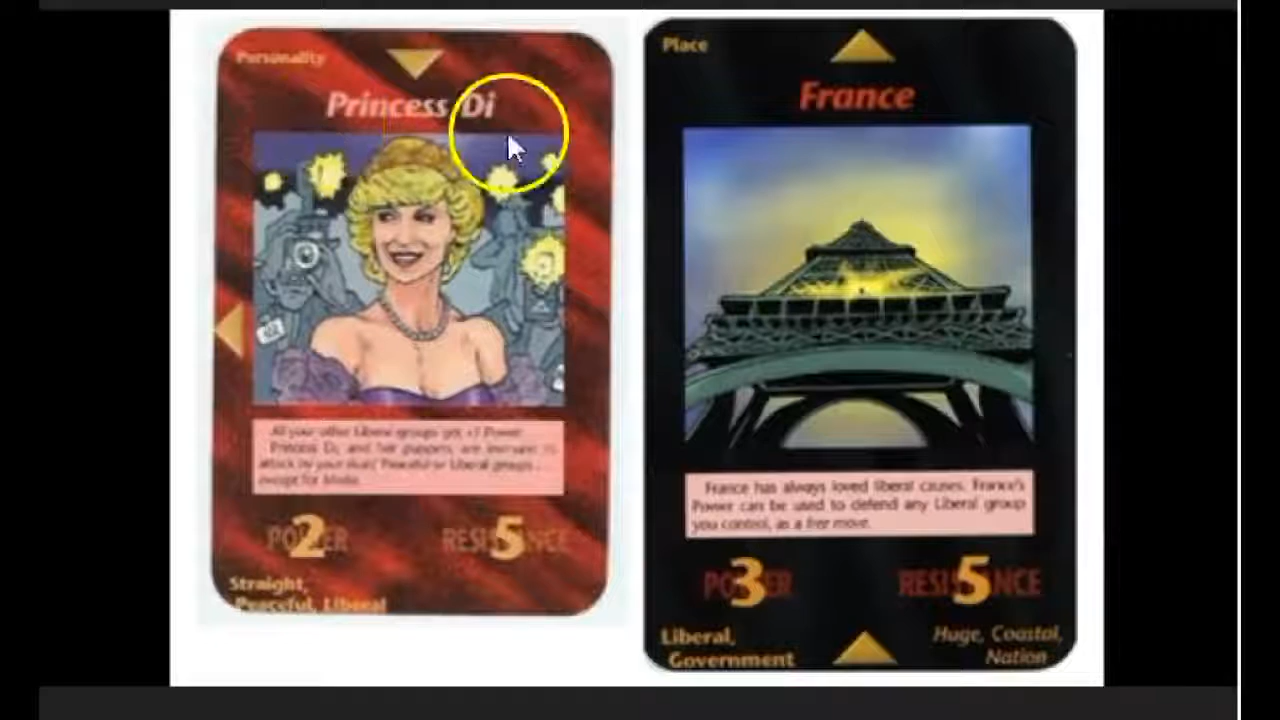 Personality
Princess Di
All your other Liberal groups get +1 Power.
Princess Di, and her puppets, are immune to
attack by your rivals' Peaceful or Liberal groups...
except for Media.
POWER
2
RESISTANCE
5
Straight,
Peaceful, Liberal
Place
France
France has always loved liberal causes. France's
Power can be used to defend any Liberal group
you control, as a free move.
POWER
3
RESISTANCE
5
Liberal,
Government
Huge, Coastal,
Nation